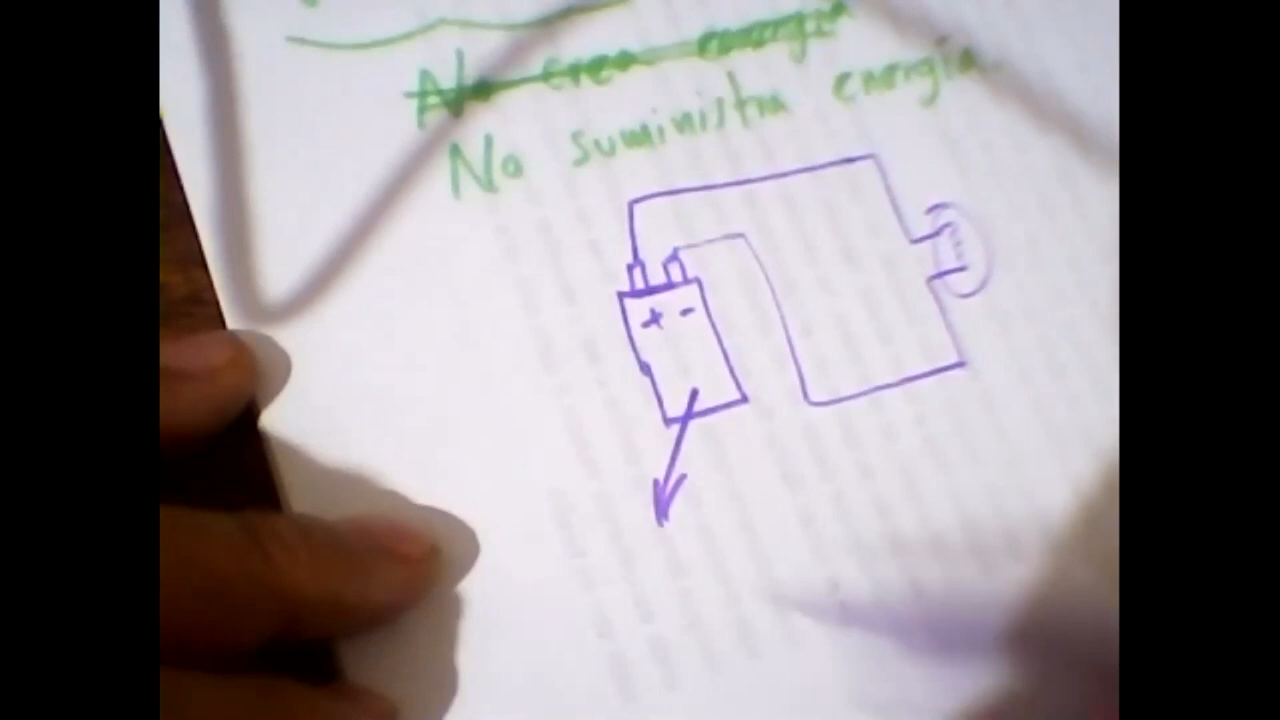 No crea energía
No suministra energía
+ -